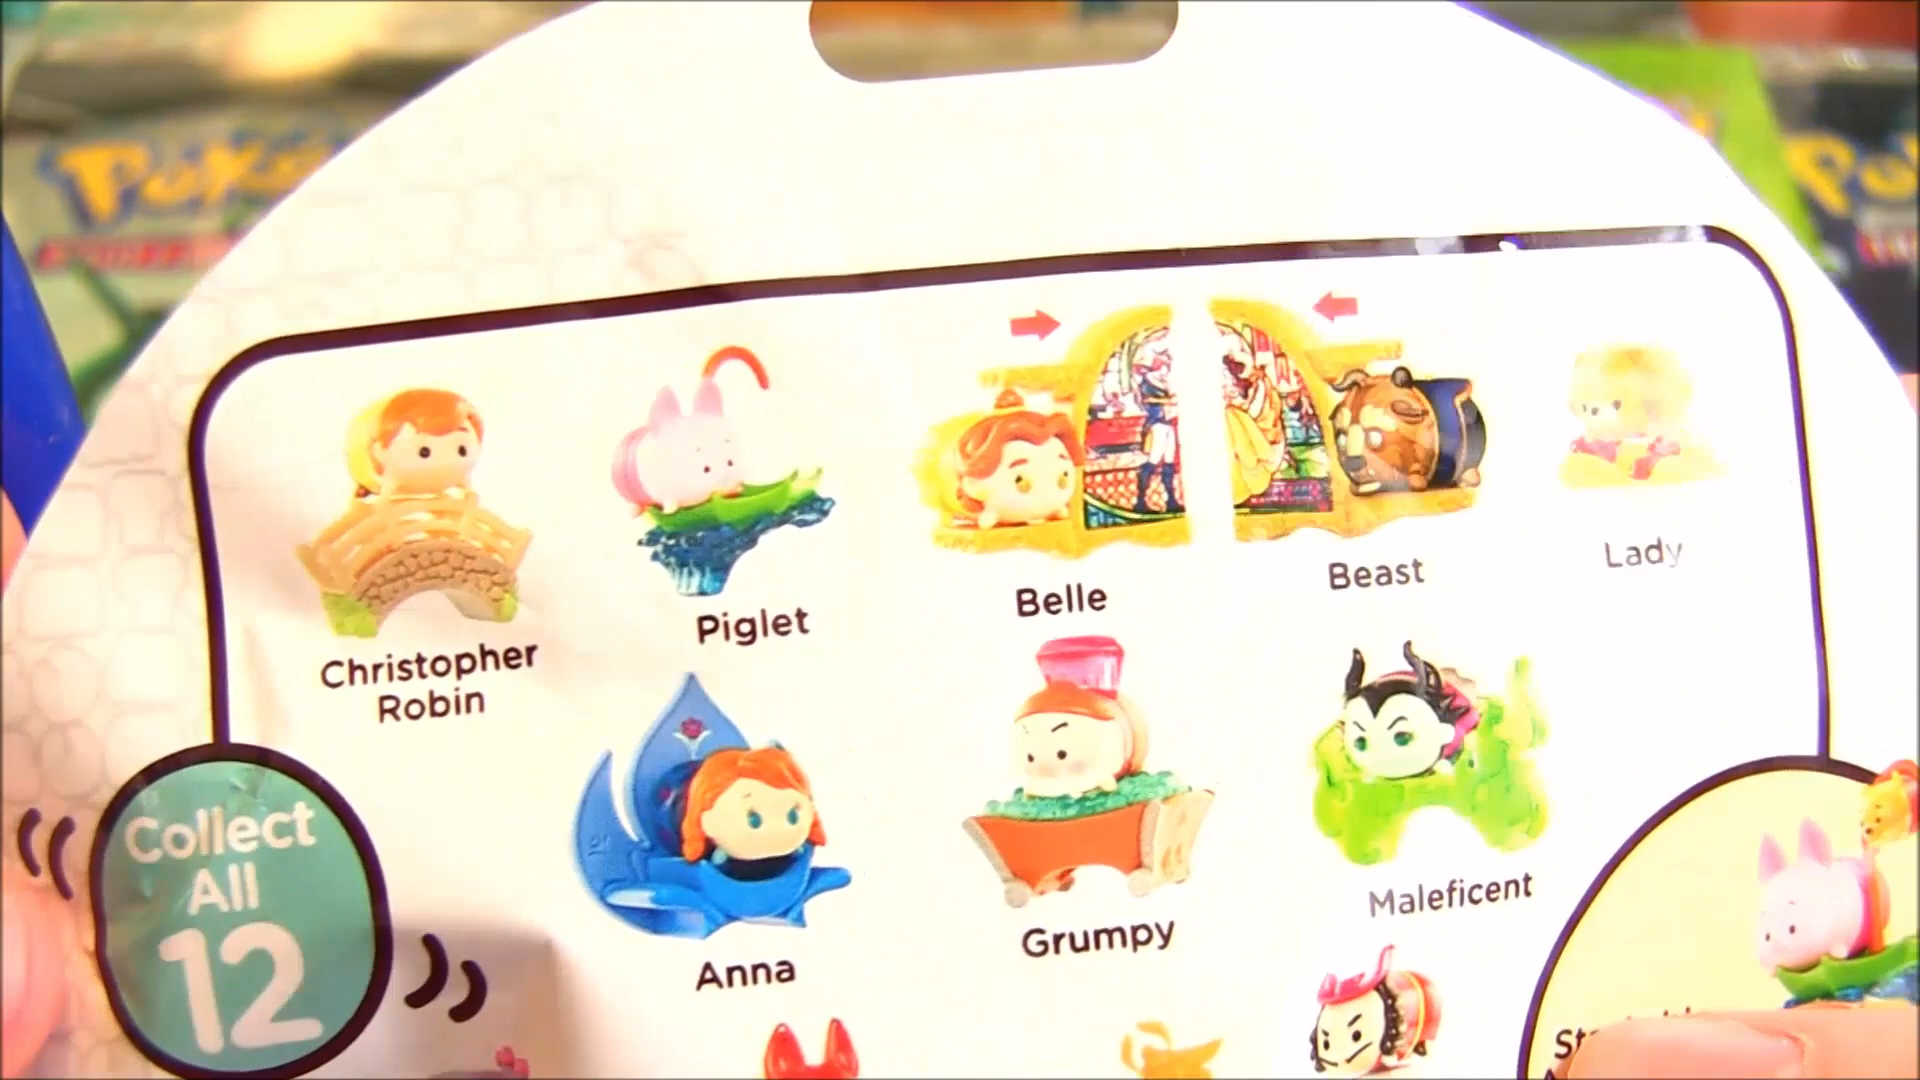 Christopher
Robin
Piglet
Belle
Beast
Lady
Anna
Grumpy
Maleficent
Collect
All
12